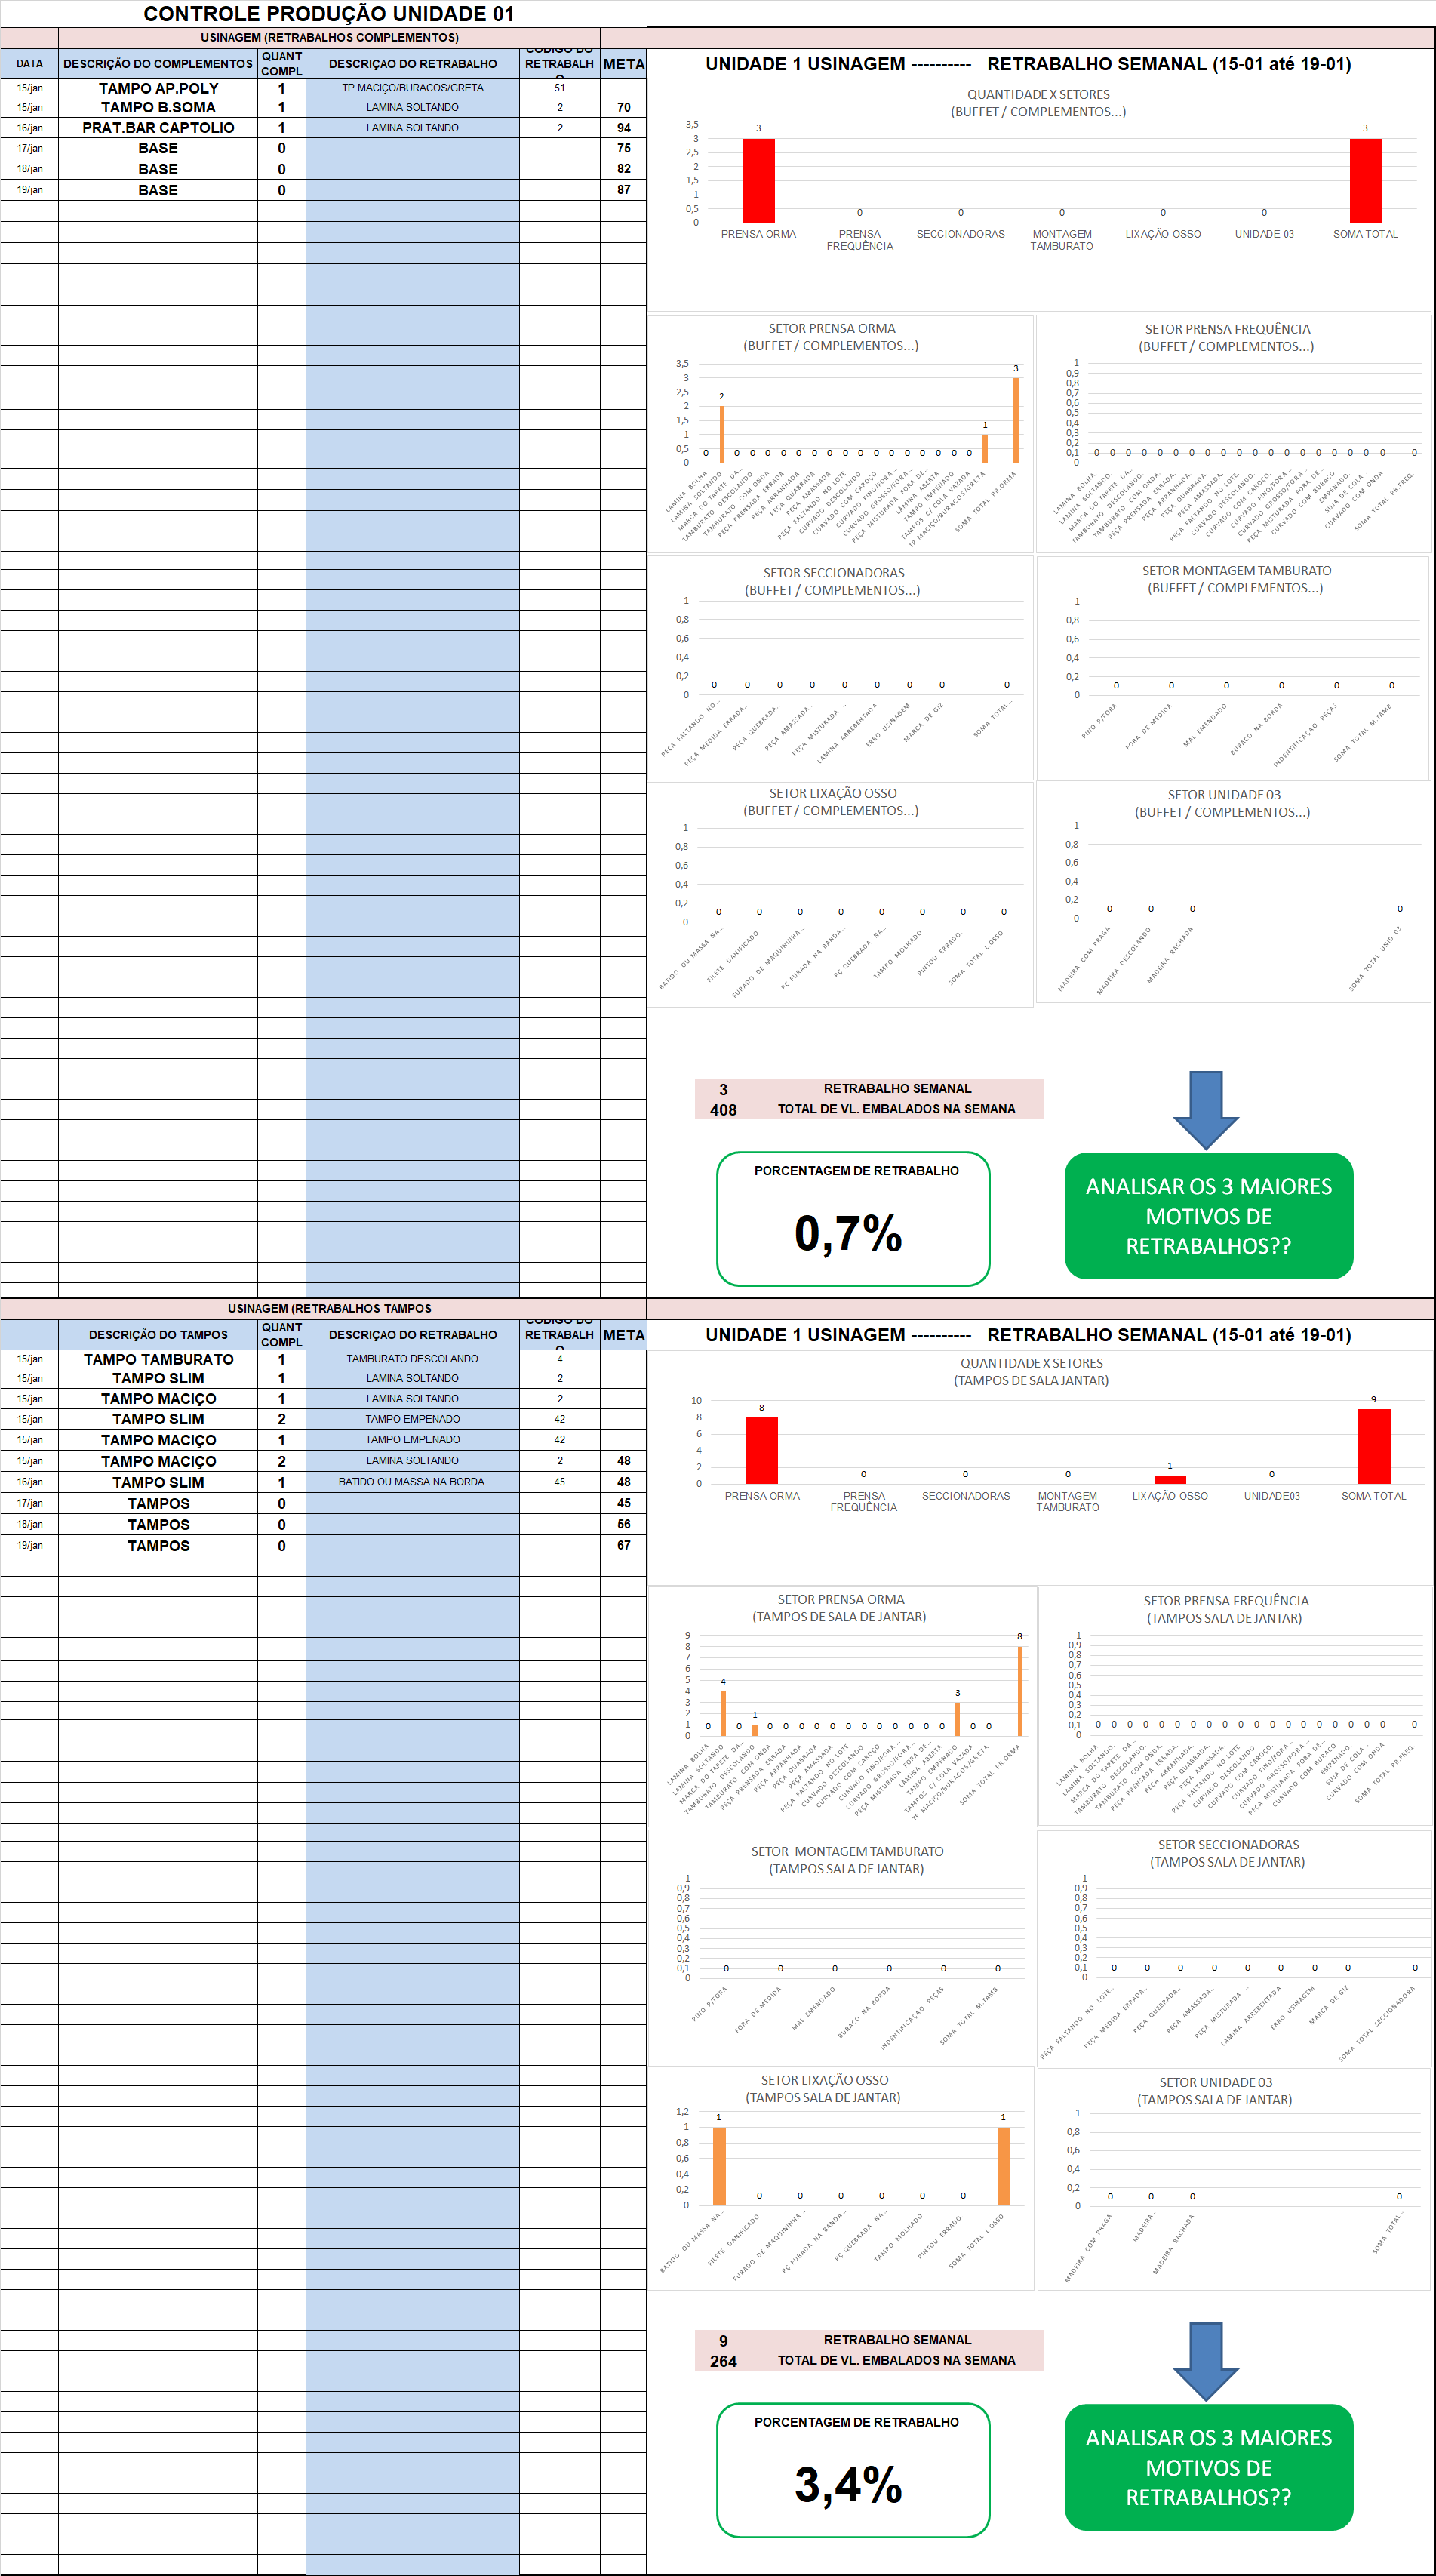 CONTROLE PRODUÇÃO UNIDADE 01
USINAGEM (RETRABALHOS COMPLEMENTOS)
DATA DESCRIÇÃO DO COMPLEMENTOS QUANT COMPL DESCRIÇAO DO RETRABALHO CODIGO DO RETRABALHO META
15/jan TAMPO AP.POLY 1 TP MACIÇO/BURACOS/GRETA 51
15/jan TAMPO B.SOMA 1 LAMINA SOLTANDO 2 70
16/jan PRAT.BAR CAPTOLIO 1 LAMINA SOLTANDO 2 94
17/jan BASE 0 75
18/jan BASE 0 82
19/jan BASE 0 87
UNIDADE 1 USINAGEM ---------- RETRABALHO SEMANAL (15-01 até 19-01)
QUANTIDADE X SETORES
(BUFFET / COMPLEMENTOS...)
3,5
3
2,5
2
1,5
1
0,5
0
3 0 0 0 0 0 3
PRENSA ORMA PRENSA FREQUÊNCIA SECCIONADORAS MONTAGEM TAMBURATO LIXAÇÃO OSSO UNIDADE 03 SOMA TOTAL
SETOR PRENSA ORMA
(BUFFET / COMPLEMENTOS...)
3,5
3
2,5
2
1,5
1
0,5
0
0 2 0 0 0 0 0 0 0 0 0 0 0 0 0 0 0 0 1 3
LAMINA BOLHA
LAMINA SOLTANDO
MARCA DO TAPETE DA...
TAMBURATO DESCOLANDO
TAMBURATO COM ONDA
PEÇA PRENSADA ERRADA
PEÇA ARRANHADA
PEÇA QUABRADA
PEÇA AMASSADA
PEÇA FALTANDO NO LOTE
CURVADO DESCOLANDO
CURVADO COM CAROÇO
CURVADO FINO/FORA...
CURVADO GROSSO/FORA...
PEÇA MISTURADA FORA DE...
LÂMINA ABERTA
TAMPO EMPENADO
TAMPOS C/ COLA VAZADA
TP MACIÇO/BURACOS/GRETA
SOMA TOTAL PR.ORMA
SETOR PRENSA FREQUÊNCIA
(BUFFET / COMPLEMENTOS...)
1
0,9
0,8
0,7
0,6
0,5
0,4
0,3
0,2
0,1
0
0 0 0 0 0 0 0 0 0 0 0 0 0 0 0 0 0 0 0 0
LAMINA BOLHA.
LAMINA SOLTANDO.
MARCA DO TAPETE DA...
TAMBURATO DESCOLANDO.
TAMBURATO COM ONDA.
PEÇA PRENSADA ERRADA.
PEÇA ARRANHADA.
PEÇA QUABRADA.
PEÇA AMASSADA.
PEÇA FALTANDO NO LOTE.
CURVADO DESCOLANDO.
CURVADO COM CAROÇO.
CURVADO FINO/FORA...
CURVADO GROSSO/FORA...
PEÇA MISTURADA FORA DE...
CURVADO COM BURACO
EMPENADO.
SUJA DE COLA .
CURVADO COM ONDA
SOMA TOTAL PR.FREQ.
SETOR SECCIONADORAS
(BUFFET / COMPLEMENTOS...)
1
0,8
0,6
0,4
0,2
0
0 0 0 0 0 0 0 0 0
PEÇA FALTANDO NO...
PEÇA MEDIDA ERRADA..
PEÇA QUEBRADA..
PEÇA AMASSADA..
PEÇA MISTURADA ...
LAMINA ARREBENTADA
ERRO USINAGEM
MARCA DE GIZ
SOMA TOTAL...
SETOR MONTAGEM TAMBURATO
(BUFFET / COMPLEMENTOS...)
1
0,8
0,6
0,4
0,2
0
0 0 0 0 0 0
PINO P/FORA
FORA DE MEDIDA
MAL EMENDADO
BURACO NA BORDA
INDENTIFICAÇAO PEÇAS
SOMA TOTAL M.TAMB
SETOR LIXAÇÃO OSSO
(BUFFET / COMPLEMENTOS...)
1
0,8
0,6
0,4
0,2
0
0 0 0 0 0 0 0 0
BATIDO OU MASSA NA...
FILETE DANIFICADO
FURADO DE MAQUININHA...
PÇ FURADA NA BANDA...
PÇ QUEBRADA NA...
TAMPO MOLHADO
PINTOU ERRADO.
SOMA TOTAL L.OSSO
SETOR UNIDADE 03
(BUFFET / COMPLEMENTOS...)
1
0,8
0,6
0,4
0,2
0
0 0 0 0
MADEIRA COM PRAGA
MADEIRA DESCOLANDO
MADEIRA RACHADA
SOMA TOTAL UNID 03
3 RETRABALHO SEMANAL
408 TOTAL DE VL. EMBALADOS NA SEMANA
PORCENTAGEM DE RETRABALHO
0,7%
ANALISAR OS 3 MAIORES
MOTIVOS DE
RETRABALHOS??
USINAGEM (RETRABALHOS TAMPOS
DESCRIÇÃO DO TAMPOS QUANT COMPL DESCRIÇAO DO RETRABALHO CODIGO DO RETRABALHO META
15/jan TAMPO TAMBURATO 1 TAMBURATO DESCOLANDO 4
15/jan TAMPO SLIM 1 LAMINA SOLTANDO 2
15/jan TAMPO MACIÇO 1 LAMINA SOLTANDO 2
15/jan TAMPO SLIM 2 TAMPO EMPENADO 42
15/jan TAMPO MACIÇO 1 TAMPO EMPENADO 42
15/jan TAMPO MACIÇO 2 LAMINA SOLTANDO 2 48
16/jan TAMPO SLIM 1 BATIDO OU MASSA NA BORDA. 45 48
17/jan TAMPOS 0 45
18/jan TAMPOS 0 56
19/jan TAMPOS 0 67
UNIDADE 1 USINAGEM ---------- RETRABALHO SEMANAL (15-01 até 19-01)
QUANTIDADE X SETORES
(TAMPOS DE SALA JANTAR)
10
8
6
4
2
0
8 0 0 0 1 0 9
PRENSA ORMA PRENSA FREQUÊNCIA SECCIONADORAS MONTAGEM TAMBURATO LIXAÇÃO OSSO UNIDADE03 SOMA TOTAL
SETOR PRENSA ORMA
(TAMPOS DE SALA DE JANTAR)
9
8
7
6
5
4
3
2
1
0
0 4 0 1 0 0 0 0 0 0 0 0 0 0 0 0 3 0 0 8
LAMINA BOLHA
LAMINA SOLTANDO
MARCA DO TAPETE DA...
TAMBURATO DESCOLANDO
TAMBURATO COM ONDA
PEÇA PRENSADA ERRADA
PEÇA ARRANHADA
PEÇA QUABRADA
PEÇA AMASSADA
PEÇA FALTANDO NO LOTE
CURVADO DESCOLANDO
CURVADO COM CAROÇO
CURVADO FINO/FORA...
CURVADO GROSSO/FORA...
PEÇA MISTURADA FORA DE...
LÂMINA ABERTA
TAMPO EMPENADO
TAMPOS C/ COLA VAZADA
TP MACIÇO/BURACOS/GRETA
SOMA TOTAL PR.ORMA
SETOR PRENSA FREQUÊNCIA
(TAMPOS SALA DE JANTAR)
1
0,9
0,8
0,7
0,6
0,5
0,4
0,3
0,2
0,1
0
0 0 0 0 0 0 0 0 0 0 0 0 0 0 0 0 0 0 0 0
LAMINA BOLHA.
LAMINA SOLTANDO.
MARCA DO TAPETE DA...
TAMBURATO DESCOLANDO.
TAMBURATO COM ONDA.
PEÇA PRENSADA ERRADA.
PEÇA ARRANHADA.
PEÇA QUABRADA.
PEÇA AMASSADA.
PEÇA FALTANDO NO LOTE.
CURVADO DESCOLANDO.
CURVADO COM CAROÇO.
CURVADO FINO/FORA...
CURVADO GROSSO/FORA...
PEÇA MISTURADA FORA DE...
CURVADO COM BURACO
EMPENADO.
SUJA DE COLA .
CURVADO COM ONDA
SOMA TOTAL PR.FREQ.
SETOR MONTAGEM TAMBURATO
(TAMPOS SALA DE JANTAR)
1
0,9
0,8
0,7
0,6
0,5
0,4
0,3
0,2
0,1
0
0 0 0 0 0 0
PINO P/FORA
FORA DE MEDIDA
MAL EMENDADO
BURACO NA BORDA
INDENTIFICAÇAO PEÇAS
SOMA TOTAL M.TAMB
SETOR SECCIONADORAS
(TAMPOS SALA DE JANTAR)
1
0,9
0,8
0,7
0,6
0,5
0,4
0,3
0,2
0,1
0
0 0 0 0 0 0 0 0 0
PEÇA FALTANDO NO LOTE..
PEÇA MEDIDA ERRADA..
PEÇA QUEBRADA..
PEÇA AMASSADA..
PEÇA MISTURADA ...
LAMINA ARREBENTADA
ERRO USINAGEM
MARCA DE GIZ
SOMA TOTAL SECCIONADORA
SETOR LIXAÇÃO OSSO
(TAMPOS SALA DE JANTAR)
1,2
1
0,8
0,6
0,4
0,2
0
1 0 0 0 0 0 0 1
BATIDO OU MASSA NA...
FILETE DANIFICADO
FURADO DE MAQUININHA...
PÇ FURADA NA BANDA...
PÇ QUEBRADA NA...
TAMPO MOLHADO
PINTOU ERRADO.
SOMA TOTAL L.OSSO
SETOR UNIDADE 03
(TAMPOS SALA DE JANTAR)
1
0,8
0,6
0,4
0,2
0
0 0 0 0
MADEIRA COM PRAGA
MADEIRA...
MADEIRA RACHADA
SOMA TOTAL...
9 RETRABALHO SEMANAL
264 TOTAL DE VL. EMBALADOS NA SEMANA
PORCENTAGEM DE RETRABALHO
3,4%
ANALISAR OS 3 MAIORES
MOTIVOS DE
RETRABALHOS??